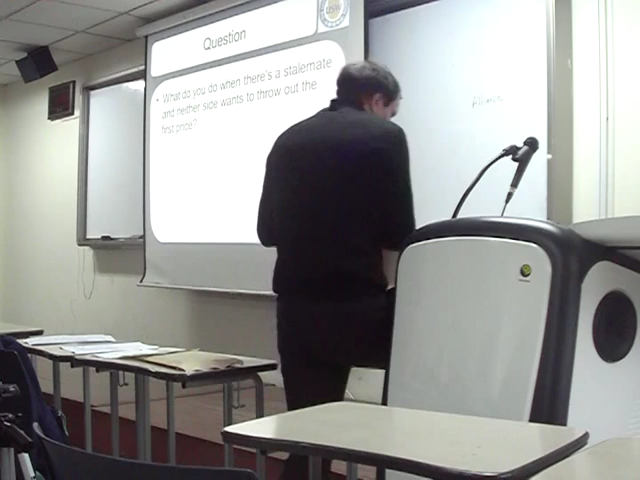 Question
• What do you do when there's a stalemate
and neither side wants to throw out the
first price?